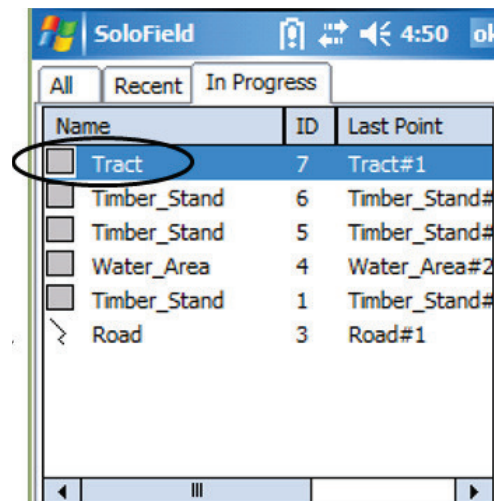 SoloField 4:50 ok
All Recent In Progress
Name ID Last Point
Tract 7 Tract#1
Timber_Stand 6 Timber_Stand#
Timber_Stand 5 Timber_Stand#
Water_Area 4 Water_Area#2
Timber_Stand 1 Timber_Stand#
Road 3 Road#1